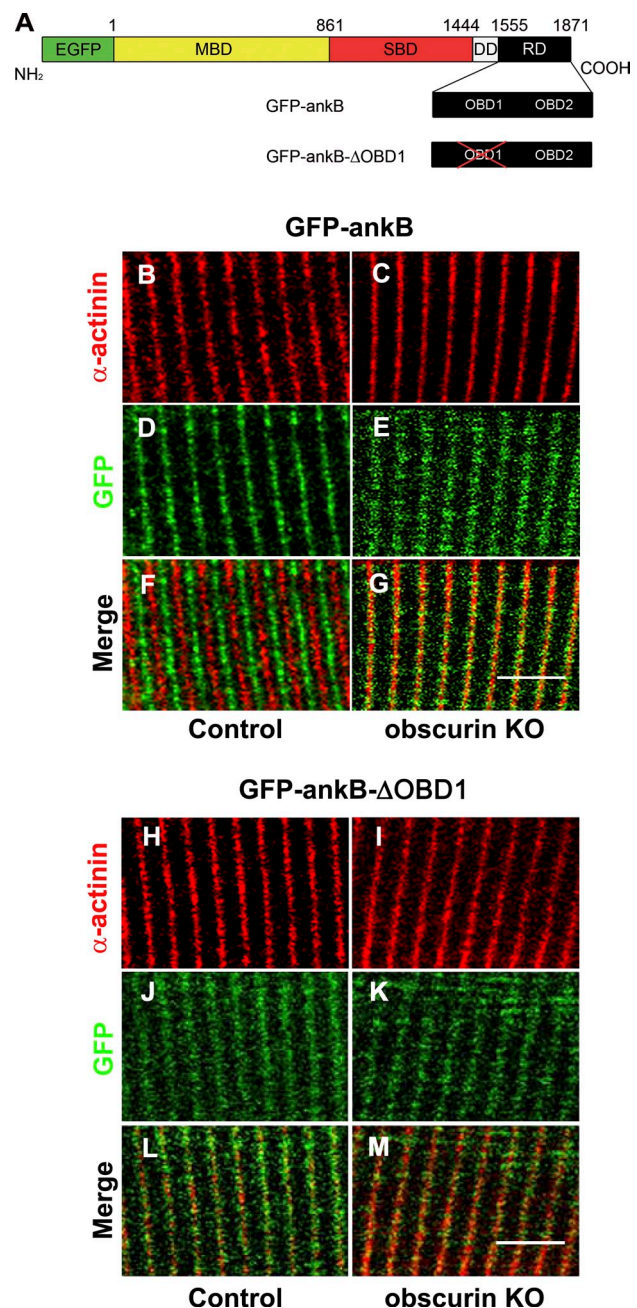 A
1 861 1444 1555 1871
EGFP MBD SBD DD RD
NH₂ COOH
GFP-ankB OBD1 OBD2
GFP-ankB-ΔOBD1 OBD1 OBD2
GFP-ankB
α-actinin B C
GFP D E
Merge F G
Control obscurin KO
GFP-ankB-ΔOBD1
α-actinin H I
GFP J K
Merge L M
Control obscurin KO